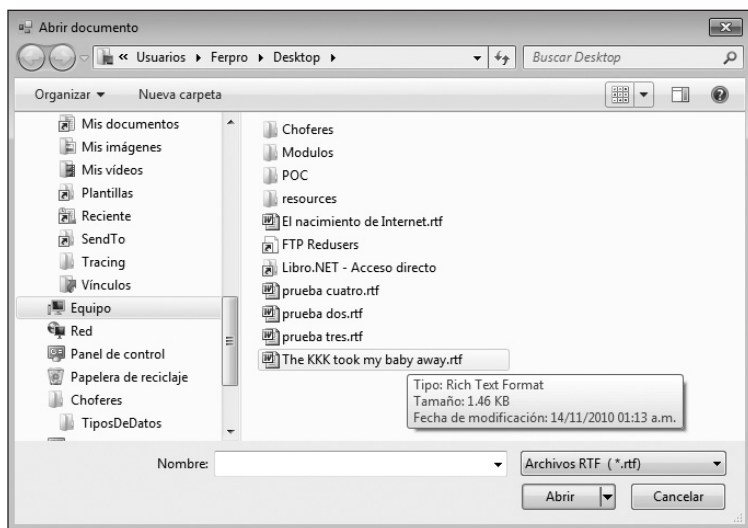 Abrir documento
« Usuarios ▸ Ferpro ▸ Desktop ▸
Buscar Desktop
Organizar ▾ Nueva carpeta
Mis documentos
Mis imágenes
Mis vídeos
Plantillas
Reciente
SendTo
Tracing
Vínculos
Equipo
Red
Panel de control
Papelera de reciclaje
Choferes
TiposDeDatos
Choferes
Modulos
POC
resources
El nacimiento de Internet.rtf
FTP Redusers
Libro.NET - Acceso directo
prueba cuatro.rtf
prueba dos.rtf
prueba tres.rtf
The KKK took my baby away.rtf
Tipo: Rich Text Format
Tamaño: 1.46 KB
Fecha de modificación: 14/11/2010 01:13 a.m.
Nombre:
Archivos RTF ( *.rtf)
Abrir
Cancelar